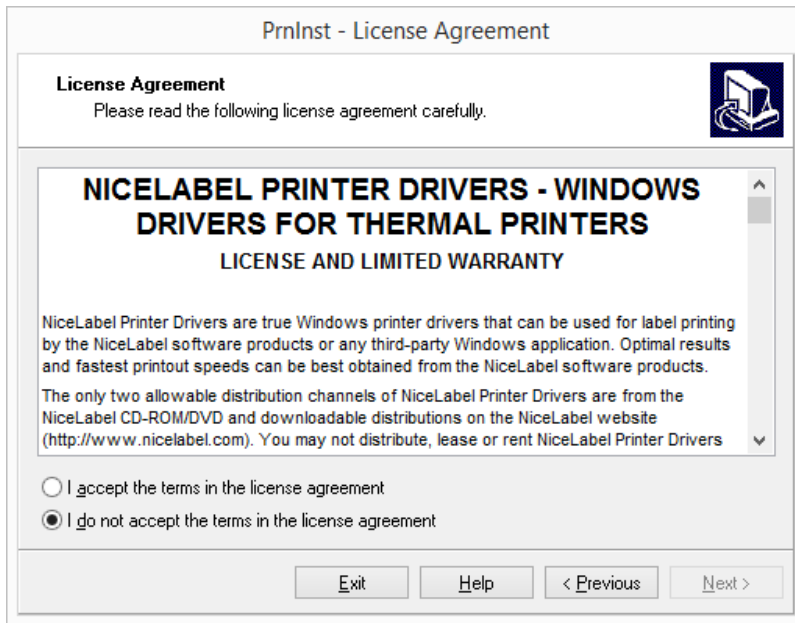 PrnInst - License Agreement
License Agreement
Please read the following license agreement carefully.
NICELABEL PRINTER DRIVERS - WINDOWS
DRIVERS FOR THERMAL PRINTERS
LICENSE AND LIMITED WARRANTY
NiceLabel Printer Drivers are true Windows printer drivers that can be used for label printing
by the NiceLabel software products or any third-party Windows application. Optimal results
and fastest printout speeds can be best obtained from the NiceLabel software products.
The only two allowable distribution channels of NiceLabel Printer Drivers are from the
NiceLabel CD-ROM/DVD and downloadable distributions on the NiceLabel website
(http://www.nicelabel.com). You may not distribute, lease or rent NiceLabel Printer Drivers
I accept the terms in the license agreement
I do not accept the terms in the license agreement
Exit
Help
< Previous
Next >